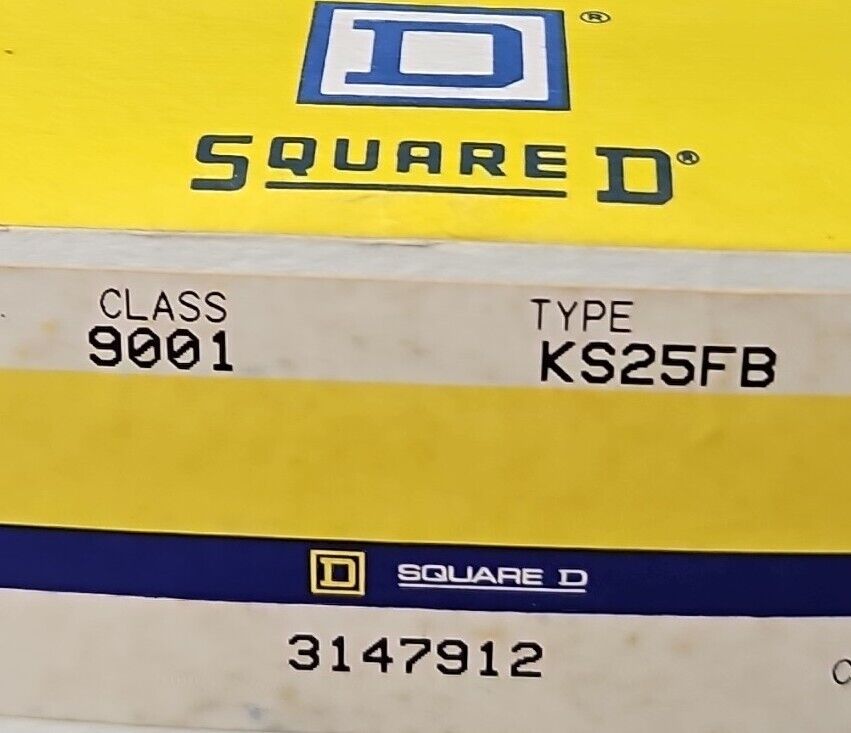 D®
SQUARE D®
CLASS TYPE
9001 KS25FB
D SQUARE D
3147912